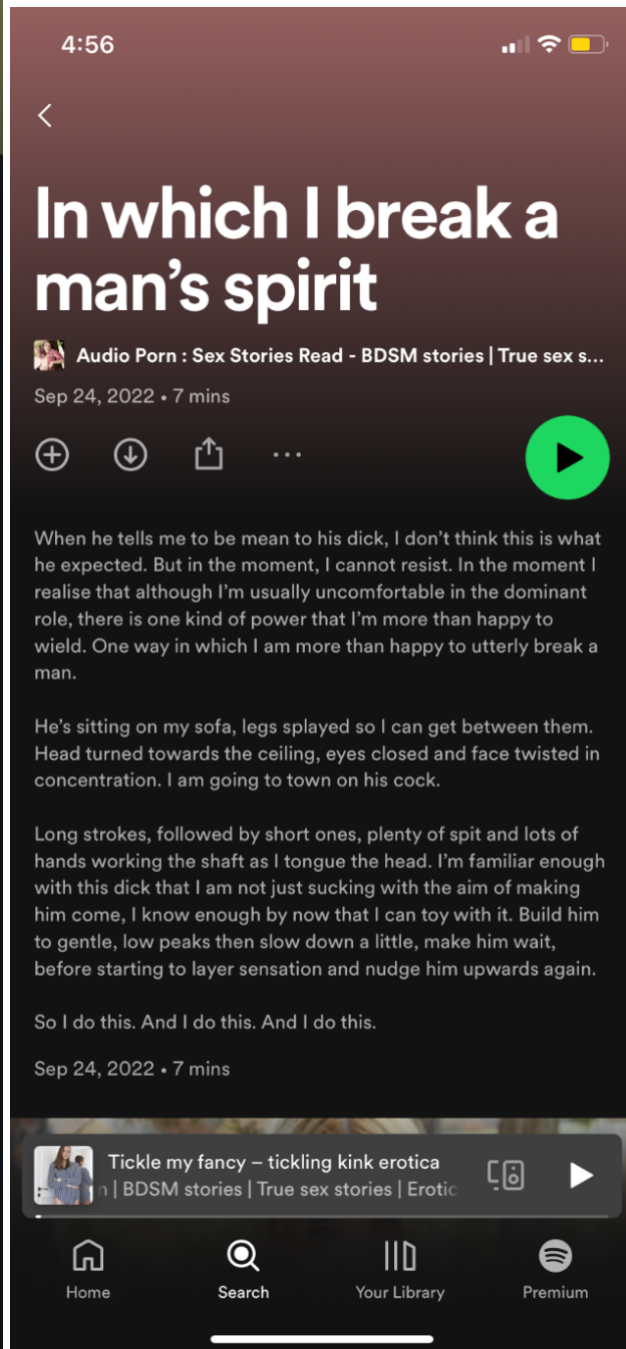 4:56
In which I break a
man's spirit
Audio Porn : Sex Stories Read - BDSM stories | True sex s...
Sep 24, 2022 • 7 mins
When he tells me to be mean to his dick, I don't think this is what
he expected. But in the moment, I cannot resist. In the moment I
realise that although I'm usually uncomfortable in the dominant
role, there is one kind of power that I'm more than happy to
wield. One way in which I am more than happy to utterly break a
man.
He's sitting on my sofa, legs splayed so I can get between them.
Head turned towards the ceiling, eyes closed and face twisted in
concentration. I am going to town on his cock.
Long strokes, followed by short ones, plenty of spit and lots of
hands working the shaft as I tongue the head. I'm familiar enough
with this dick that I am not just sucking with the aim of making
him come, I know enough by now that I can toy with it. Build him
to gentle, low peaks then slow down a little, make him wait,
before starting to layer sensation and nudge him upwards again.
So I do this. And I do this. And I do this.
Sep 24, 2022 • 7 mins
Tickle my fancy – tickling kink erotica
n | BDSM stories | True sex stories | Erotic
Home
Search
Your Library
Premium